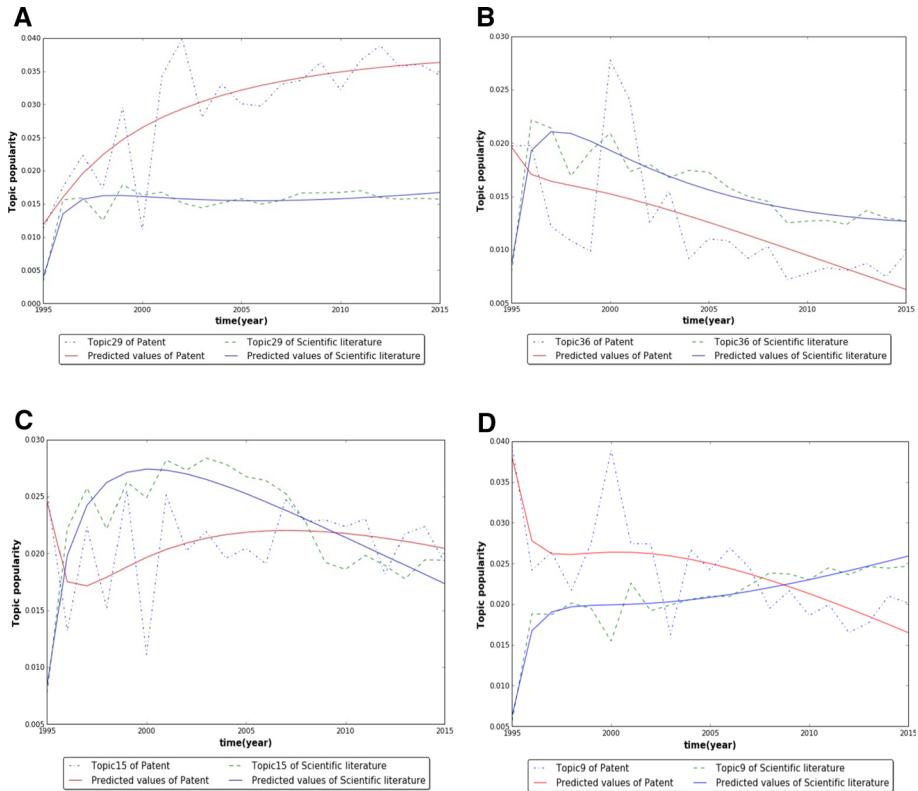 A
Topic popularity
0.040
0.035
0.030
0.025
0.020
0.015
0.010
0.005
0.000
1995 2000 2005 2010 2015
time(year)
Topic29 of Patent Topic29 of Scientific literature
Predicted values of Patent Predicted values of Scientific literature
B
Topic popularity
0.030
0.025
0.020
0.015
0.010
0.005
1995 2000 2005 2010 2015
time(year)
Topic36 of Patent Topic36 of Scientific literature
Predicted values of Patent Predicted values of Scientific literature
C
Topic popularity
0.030
0.025
0.020
0.015
0.010
0.005
1995 2000 2005 2010 2015
time(year)
Topic15 of Patent Topic15 of Scientific literature
Predicted values of Patent Predicted values of Scientific literature
D
Topic popularity
0.040
0.035
0.030
0.025
0.020
0.015
0.010
0.005
1995 2000 2005 2010 2015
time(year)
Topic9 of Patent Topic9 of Scientific literature
Predicted values of Patent Predicted values of Scientific literature